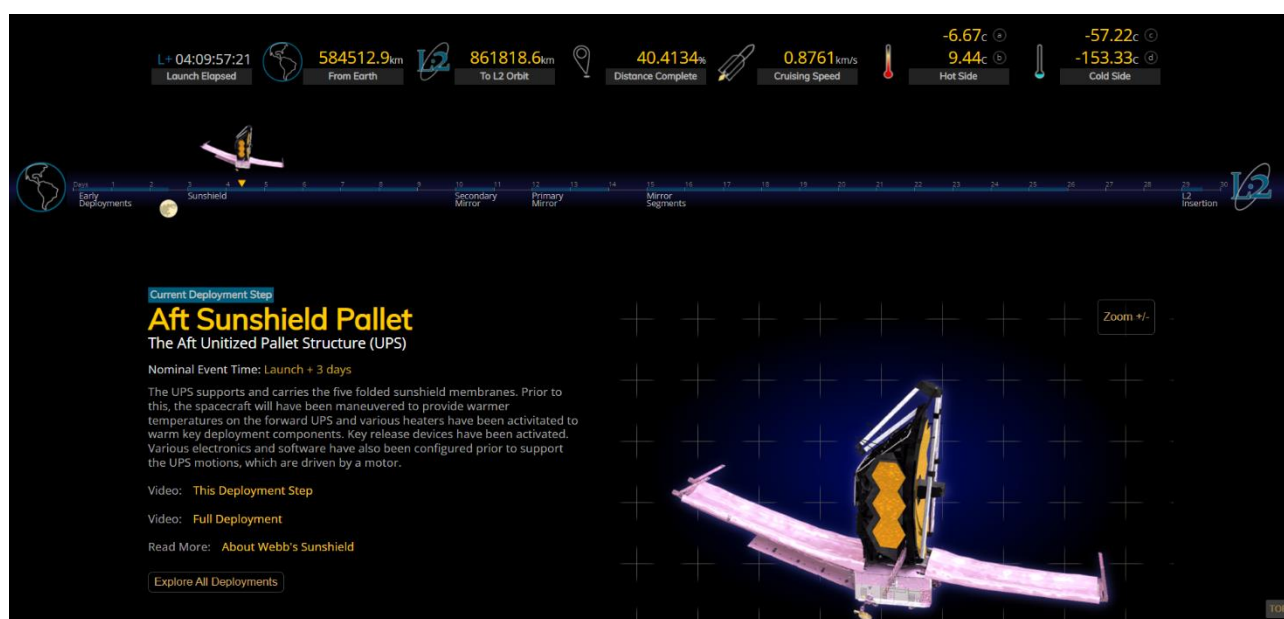 -6.67c a
-57.22c c
L+ 04:09:57:21
584512.9km
L2
861818.6km
40.4134%
0.8761km/s
9.44c b
-153.33c d
Launch Elapsed
From Earth
To L2 Orbit
Distance Complete
Cruising Speed
Hot Side
Cold Side
Days 1 2 3 4 5 6 7 8 9 10 11 12 13 14 15 16 17 18 19 20 21 22 23 24 25 26 27 28 29 30
L2
Early
Deployments
Sunshield
Secondary
Mirror
Primary
Mirror
Mirror
Segments
L2
Insertion
Current Deployment Step
Aft Sunshield Pallet
The Aft Unitized Pallet Structure (UPS)
Zoom +/-
Nominal Event Time: Launch + 3 days
The UPS supports and carries the five folded sunshield membranes. Prior to
this, the spacecraft will have been maneuvered to provide warmer
temperatures on the forward UPS and various heaters have been activitated to
warm key deployment components. Key release devices have been activated.
Various electronics and software have also been configured prior to support
the UPS motions, which are driven by a motor.
Video: This Deployment Step
Video: Full Deployment
Read More: About Webb's Sunshield
Explore All Deployments